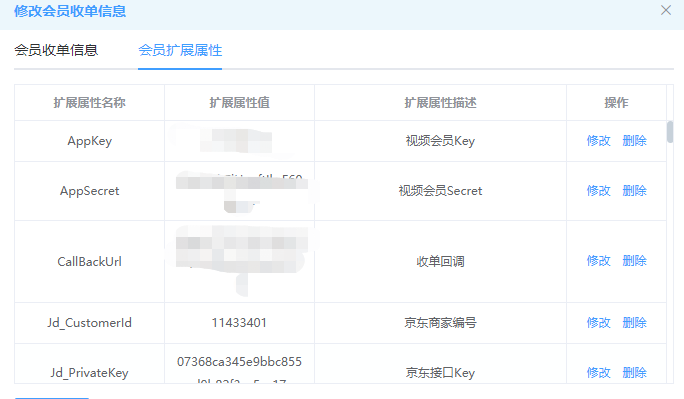 修改会员收单信息
会员收单信息 会员扩展属性
扩展属性名称 扩展属性值 扩展属性描述 操作
AppKey 视频会员Key 修改 删除
AppSecret 视频会员Secret 修改 删除
CallBackUrl 收单回调 修改 删除
Jd_CustomerId 11433401 京东商家编号 修改 删除
07368ca345e9bbc855
Jd_PrivateKey 京东接口Key 修改 删除